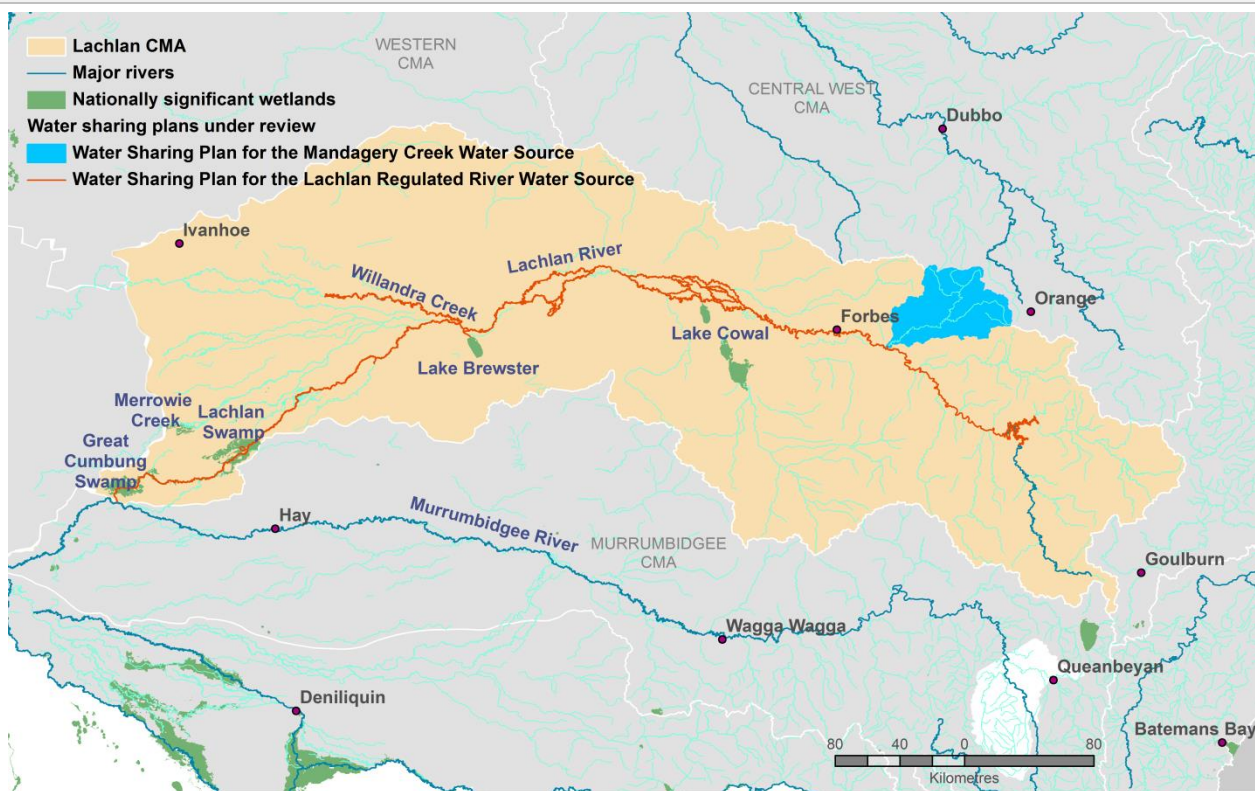 Lachlan CMA
Major rivers
Nationally significant wetlands
Water sharing plans under review
Water Sharing Plan for the Mandagery Creek Water Source
Water Sharing Plan for the Lachlan Regulated River Water Source
WESTERN
CMA
CENTRAL WEST
CMA
Dubbo
Ivanhoe
Willandra Creek
Lachlan River
Orange
Forbes
Lake Cowal
Lake Brewster
Merrowie
Creek
Lachlan
Swamp
Great
Cumbung
Swamp
Hay
Murrumbidgee River
MURRUMBIDGEE
CMA
Goulburn
Wagga Wagga
Queanbeyan
Deniliquin
Batemans Bay
80 40 0 80
Kilometres